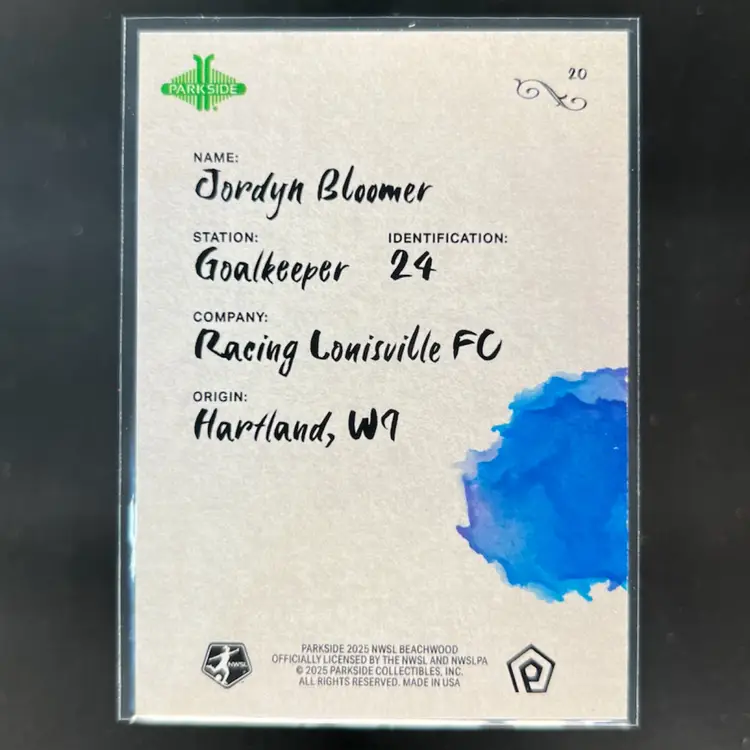 PARKSIDE
20
NAME:
Jordyn Bloomer
STATION: IDENTIFICATION:
Goalkeeper 24
COMPANY:
Racing Louisville FC
ORIGIN:
Hartland, WI
NWSL
PARKSIDE 2025 NWSL BEACHWOOD
OFFICIALLY LICENSED BY THE NWSL AND NWSLPA
© 2025 PARKSIDE COLLECTIBLES, INC.
ALL RIGHTS RESERVED. MADE IN USA